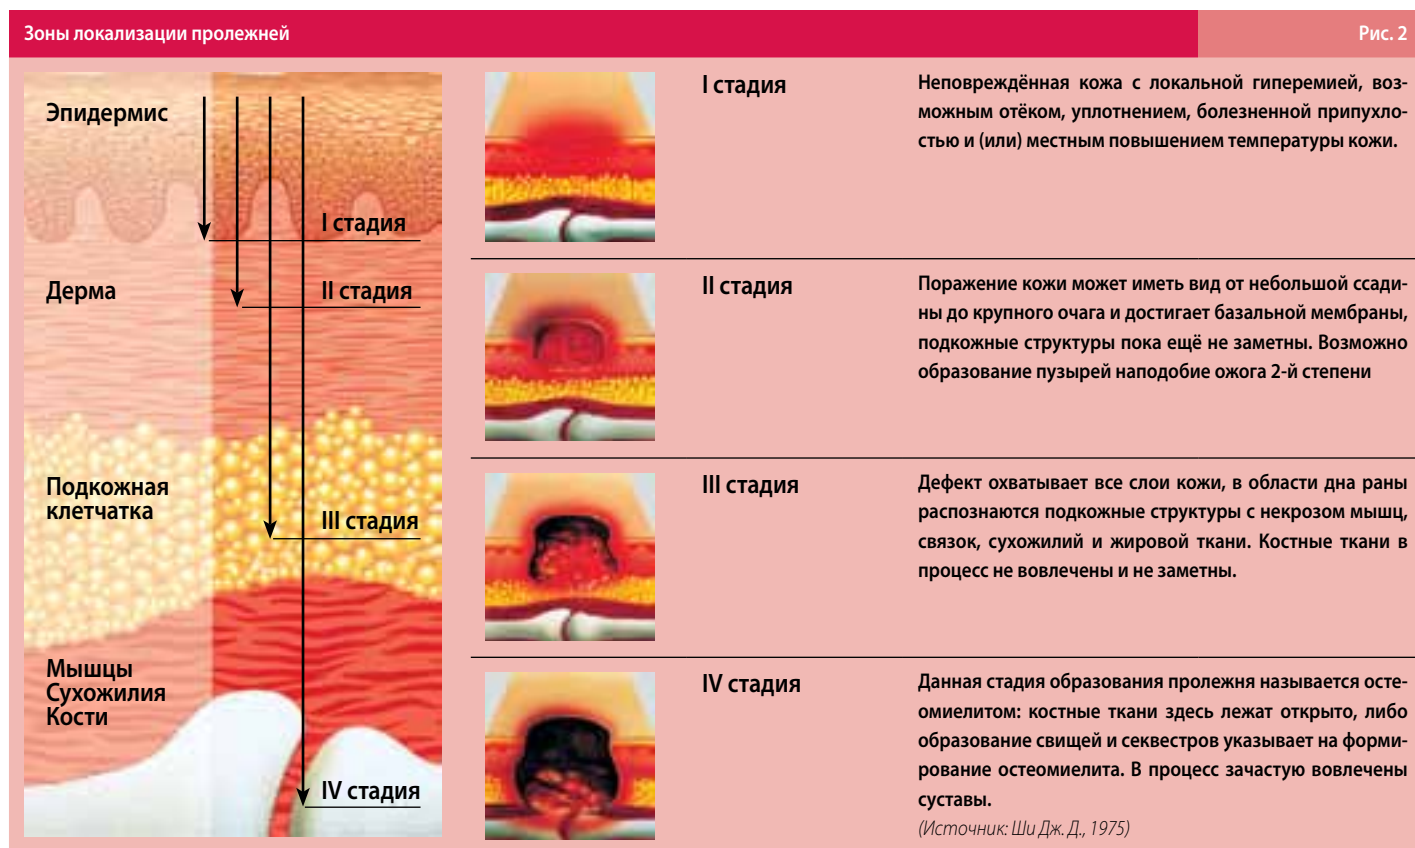 Зоны локализации пролежней
Рис. 2
Эпидермис
I стадия
Дерма
II стадия
Подкожная
клетчатка
III стадия
Мышцы
Сухожилия
Кости
IV стадия
I стадия
Неповреждённая кожа с локальной гиперемией, воз-
можным отёком, уплотнением, болезненной припухло-
стью и (или) местным повышением температуры кожи.
II стадия
Поражение кожи может иметь вид от небольшой ссади-
ны до крупного очага и достигает базальной мембраны,
подкожные структуры пока ещё не заметны. Возможно
образование пузырей наподобие ожога 2-й степени
III стадия
Дефект охватывает все слои кожи, в области дна раны
распознаются подкожные структуры с некрозом мышц,
связок, сухожилий и жировой ткани. Костные ткани в
процесс не вовлечены и не заметны.
IV стадия
Данная стадия образования пролежня называется осте-
омиелитом: костные ткани здесь лежат открыто, либо
образование свищей и секвестров указывает на форми-
рование остеомиелита. В процесс зачастую вовлечены
суставы.
(Источник: Ши Дж. Д., 1975)